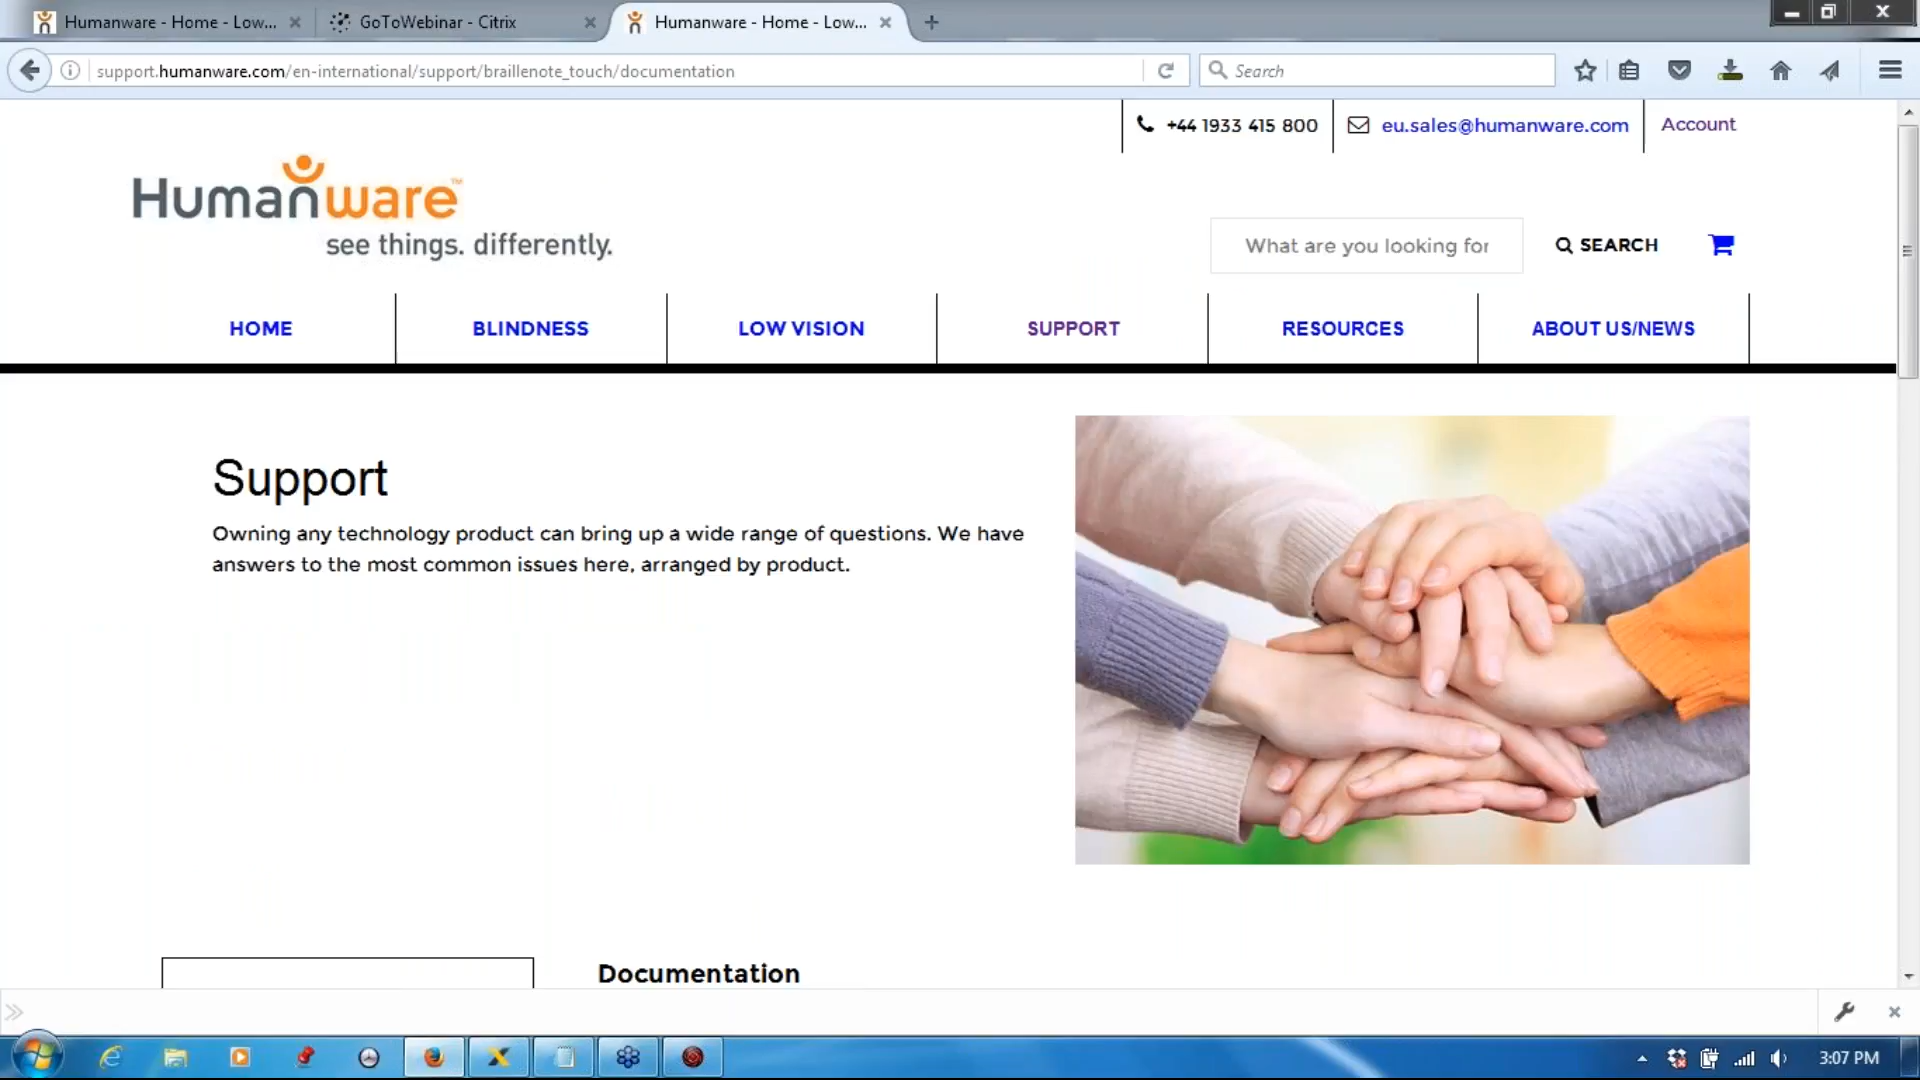 Humanware - Home - Low...
GoToWebinar - Citrix
Humanware - Home - Low...
support.humanware.com/en-international/support/braillenote_touch/documentation
Search
+44 1933 415 800
eu.sales@humanware.com
Account
Humanware™
see things. differently.
What are you looking for
SEARCH
HOME
BLINDNESS
LOW VISION
SUPPORT
RESOURCES
ABOUT US/NEWS
Support
Owning any technology product can bring up a wide range of questions. We have
answers to the most common issues here, arranged by product.
Documentation
3:07 PM